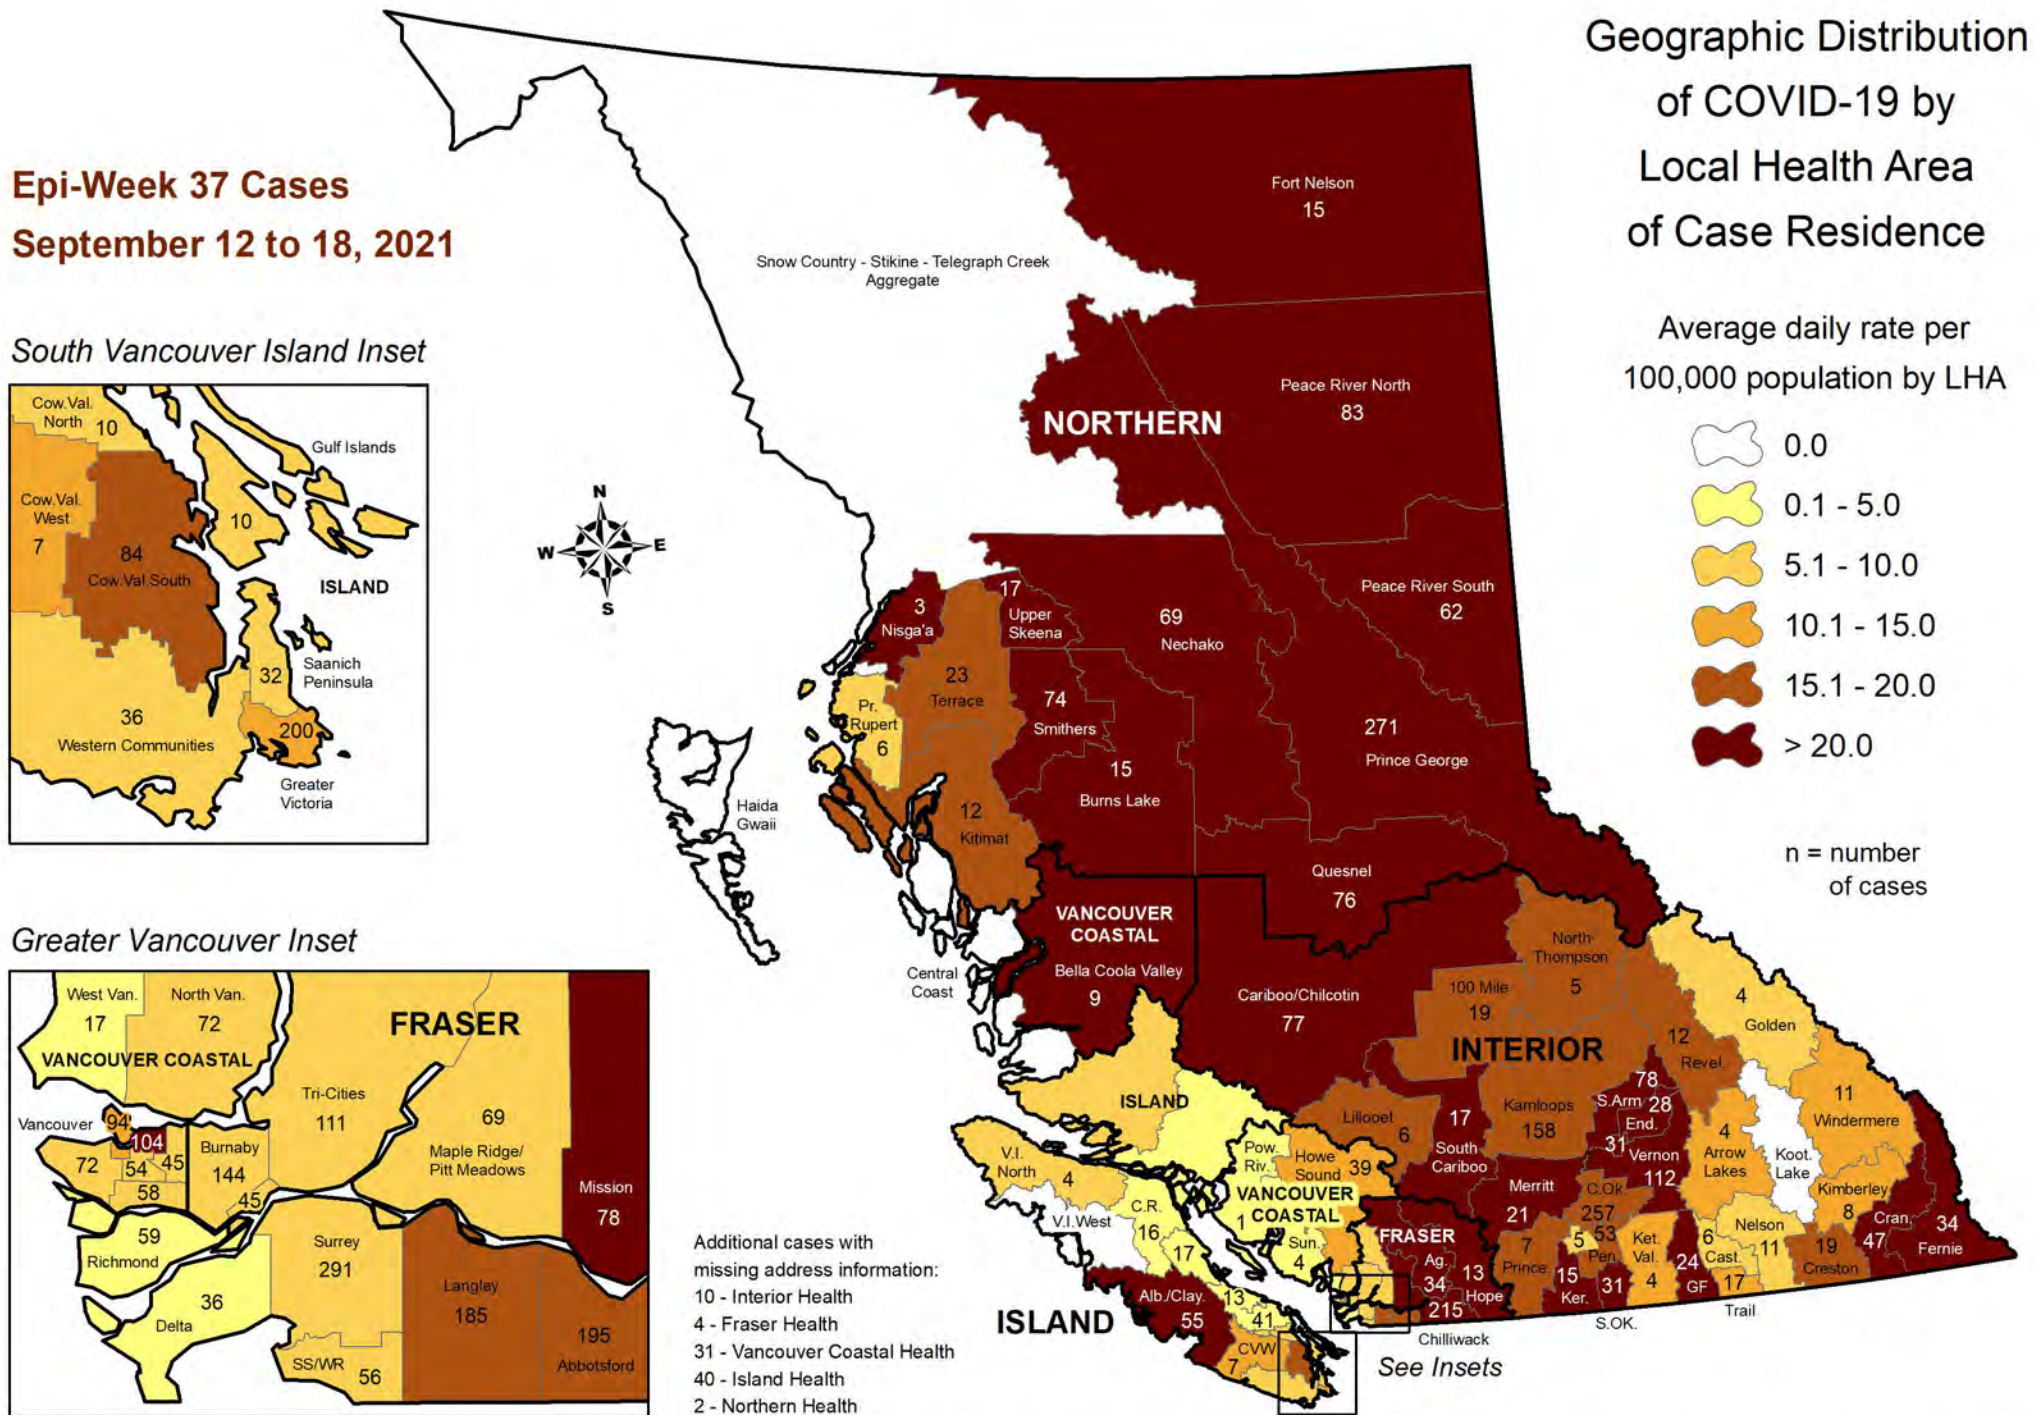 Geographic Distribution
of COVID-19 by
Local Health Area
of Case Residence
Epi-Week 37 Cases
September 12 to 18, 2021
Average daily rate per
100,000 population by LHA
0.0
0.1 - 5.0
5.1 - 10.0
10.1 - 15.0
15.1 - 20.0
> 20.0
n = number
of cases
South Vancouver Island Inset
Cow.Val.
North 10
Gulf Islands
Cow.Val.
West
7
10
84
Cow.Val.South
ISLAND
32
Saanich
Peninsula
36
Western Communities
200
Greater
Victoria
N
W E
S
Greater Vancouver Inset
West Van.
17
North Van.
72
VANCOUVER COASTAL
FRASER
Tri-Cities
111
69
Maple Ridge/
Pitt Meadows
Mission
78
Vancouver
94
104
72
54
45
58
Burnaby
144
45
59
Richmond
36
Delta
Surrey
291
SS/WR
56
Langley
185
195
Abbotsford
Additional cases with
missing address information:
10 - Interior Health
4 - Fraser Health
31 - Vancouver Coastal Health
40 - Island Health
2 - Northern Health
Snow Country - Stikine - Telegraph Creek
Aggregate
Fort Nelson
15
NORTHERN
Peace River North
83
Peace River South
62
3
Nisga'a
17
Upper
Skeena
69
Nechako
23
Terrace
74
Smithers
Pr.
Rupert
6
15
Burns Lake
271
Prince George
12
Kitimat
Haida
Gwaii
Quesnel
76
VANCOUVER
COASTAL
Bella Coola Valley
9
Central
Coast
Cariboo/Chilcotin
77
North
Thompson
5
100 Mile
19
INTERIOR
4
Golden
12
Revel.
11
Windermere
ISLAND
Lillooet
6
17
South
Cariboo
Kamloops
158
78
S.Arm
28
End.
31
Vernon
112
4
Arrow
Lakes
Koot.
Lake
Kimberley
8
V.I.
North
4
V.I.West
C.R.
16
17
Pow.
Riv.
1
Howe
Sound
39
VANCOUVER
COASTAL
Sun.
4
7
FRASER
Ag.
34
13
Hope
215
Chilliwack
Merritt
21
C.Ok.
257
7
Prince.
5
53
Pen.
15
Ker.
31
S.OK.
Ket.
Val.
4
24
GF
6
Cast.
17
Trail
Nelson
11
19
Creston
Cran.
47
34
Fernie
Alb./Clay.
55
13
41
CVW
7
ISLAND
See Insets